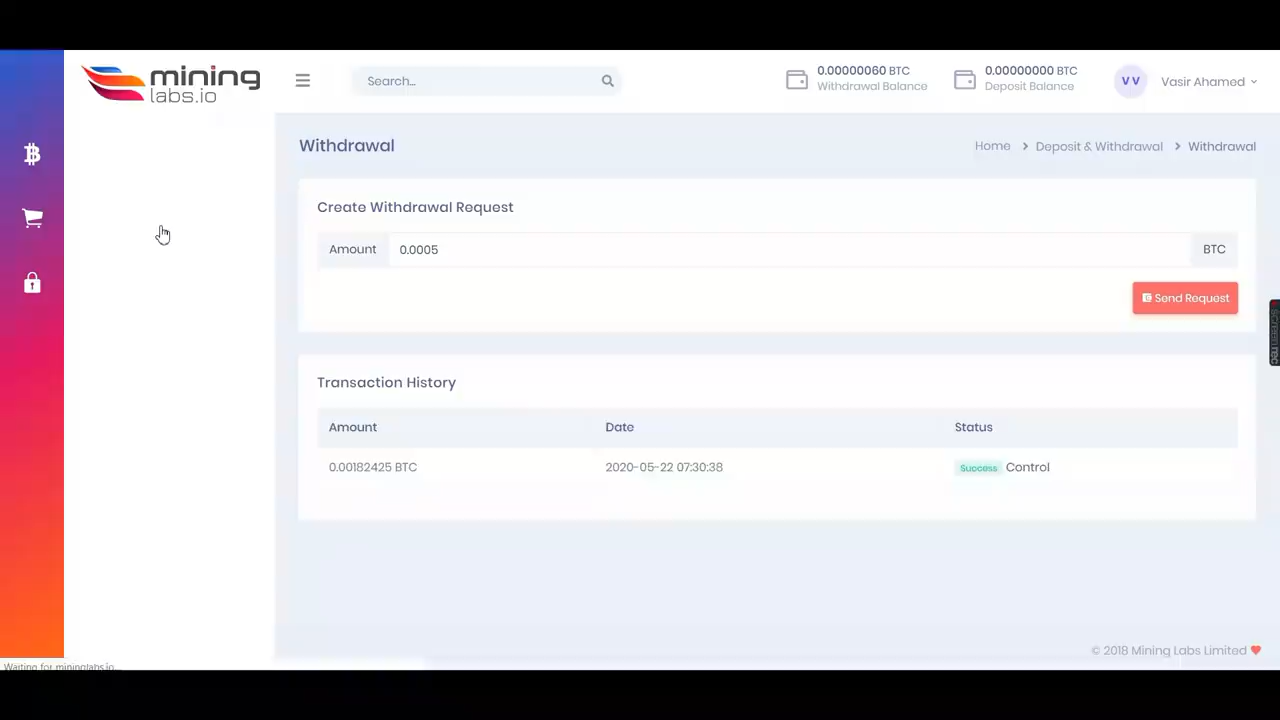 mining
labs.io
Search...
0.00000060 BTC
Withdrawal Balance
0.00000000 BTC
Deposit Balance
V V
Vasir Ahamed
Withdrawal
Home > Deposit & Withdrawal > Withdrawal
Create Withdrawal Request
Amount 0.0005 BTC
Send Request
Transaction History
Amount Date Status
0.00182425 BTC 2020-05-22 07:30:38 Success Control
© 2018 Mining Labs Limited
Waiting for mininglabs.io...